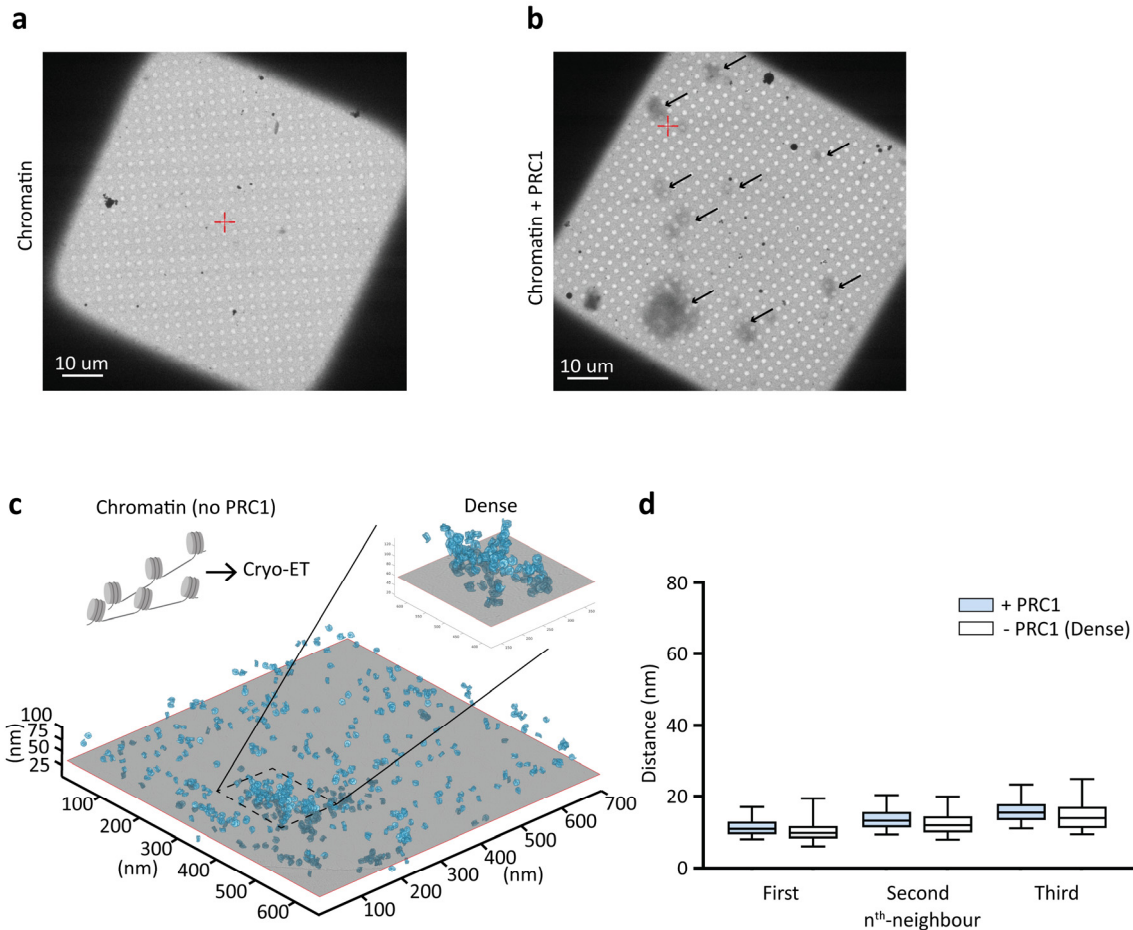 a
Chromatin
10 um
b
Chromatin + PRC1
10 um
c
Chromatin (no PRC1)
Cryo-ET
Dense
100
75
50
25
(nm)
100
200
300
400
500
600
(nm)
100
200
300
400
500
600
700
(nm)
d
80
60
40
20
0
Distance (nm)
+ PRC1
- PRC1 (Dense)
First
Second
Third
nth-neighbour